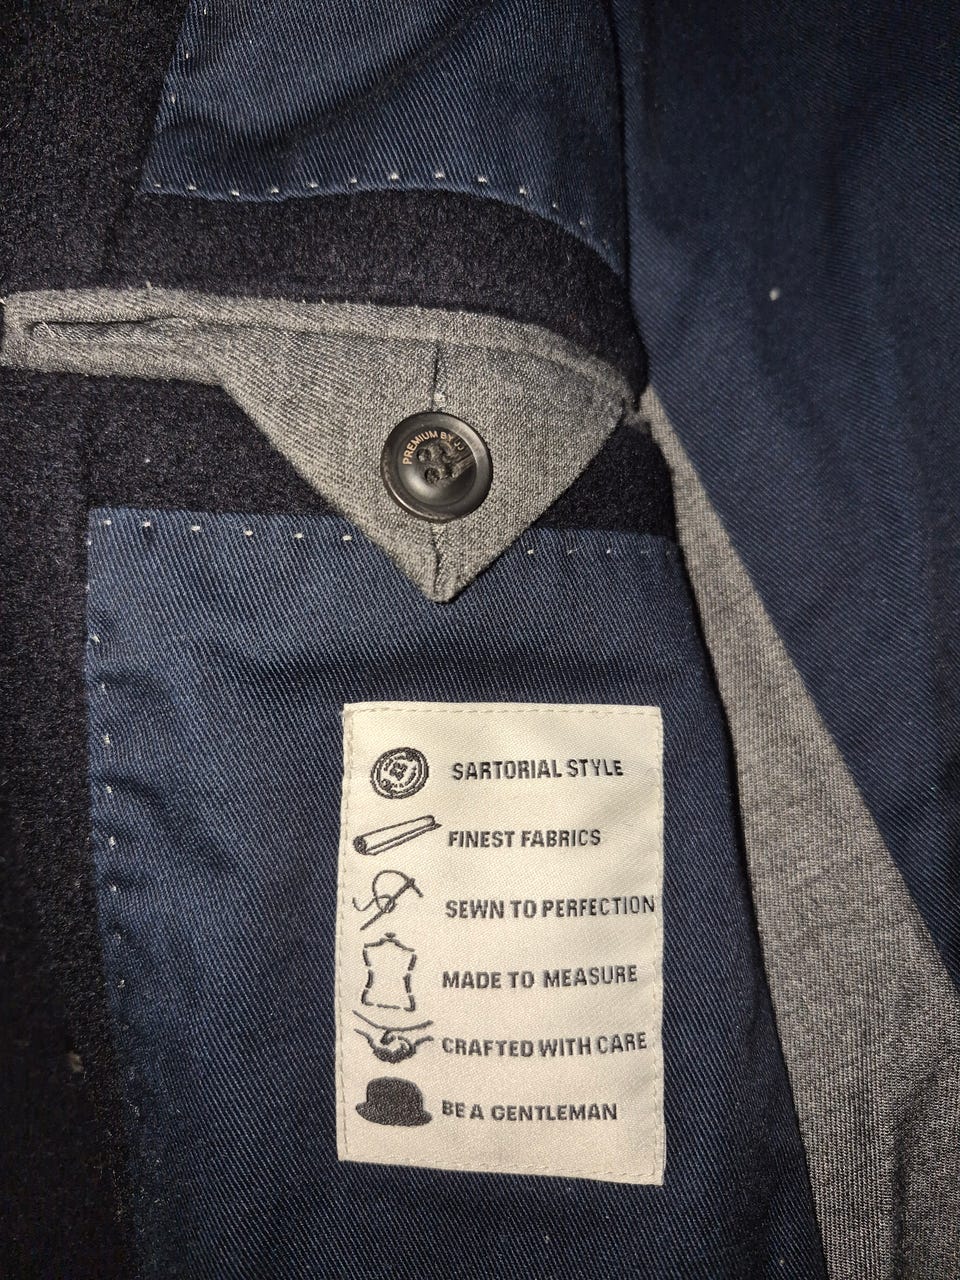 PREMIUM BY JJ
SARTORIAL STYLE
FINEST FABRICS
SEWN TO PERFECTION
MADE TO MEASURE
CRAFTED WITH CARE
BE A GENTLEMAN